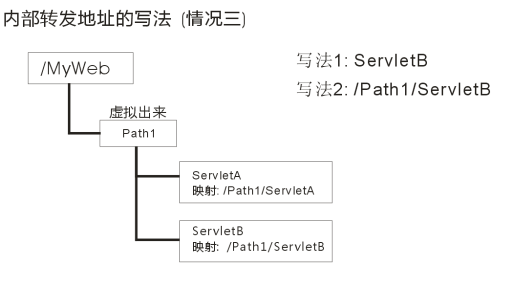 内部转发地址的写法 (情况三)
写法1: ServletB
写法2: /Path1/ServletB
/MyWeb
虚拟出来
Path1
ServletA
映射: /Path1/ServletA
ServletB
映射: /Path1/ServletB